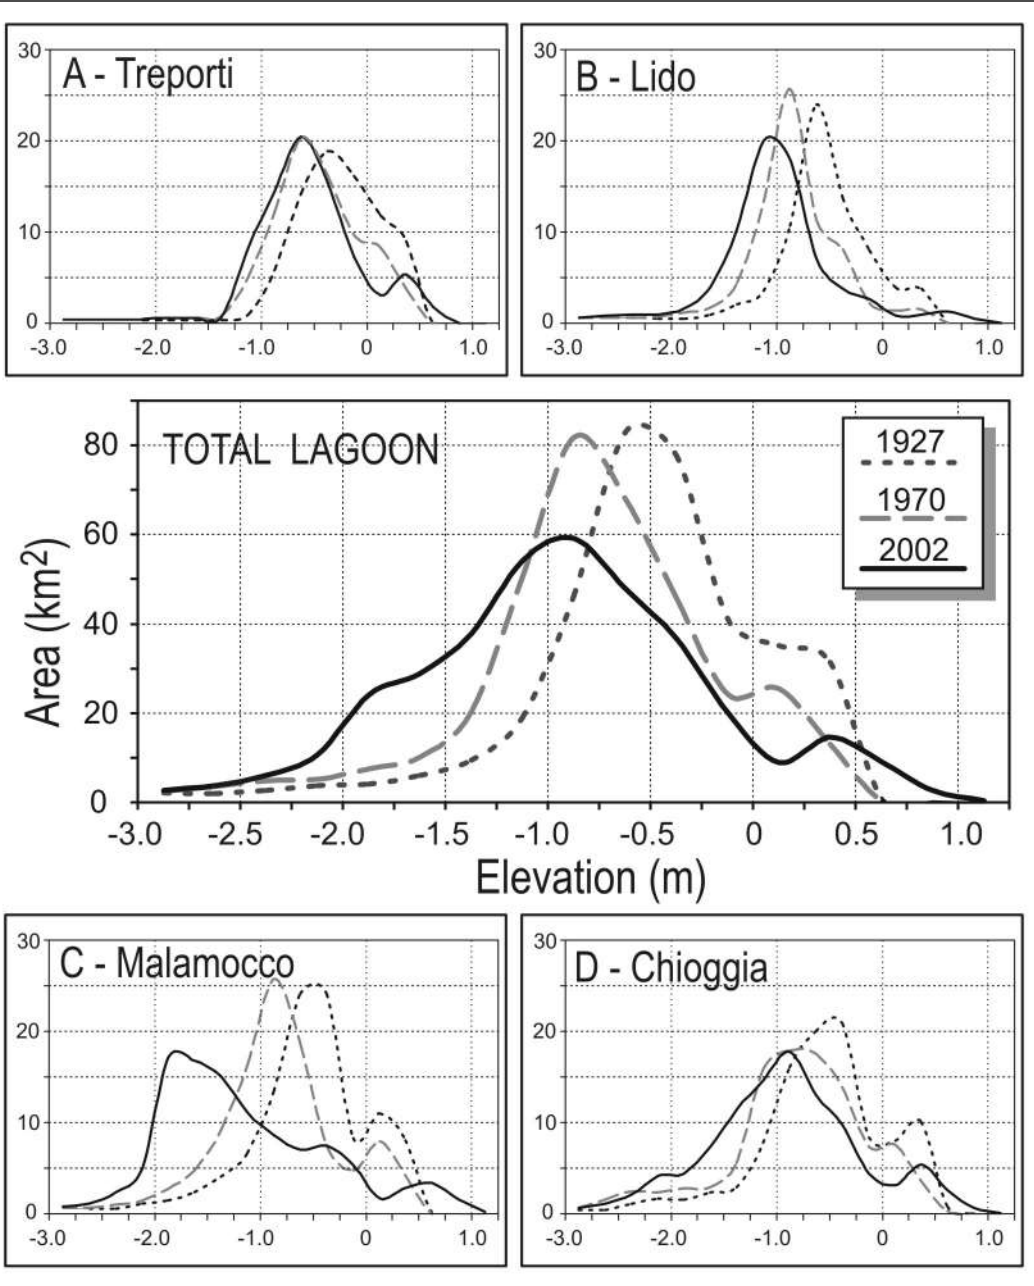 A - Treporti
30
20
10
0
-3.0 -2.0 -1.0 0 1.0
B - Lido
30
20
10
0
-3.0 -2.0 -1.0 0 1.0
TOTAL LAGOON
1927
1970
2002
Area (km²)
80
60
40
20
0
-3.0 -2.5 -2.0 -1.5 -1.0 -0.5 0 0.5 1.0
Elevation (m)
C - Malamocco
30
20
10
0
-3.0 -2.0 -1.0 0 1.0
D - Chioggia
30
20
10
0
-3.0 -2.0 -1.0 0 1.0